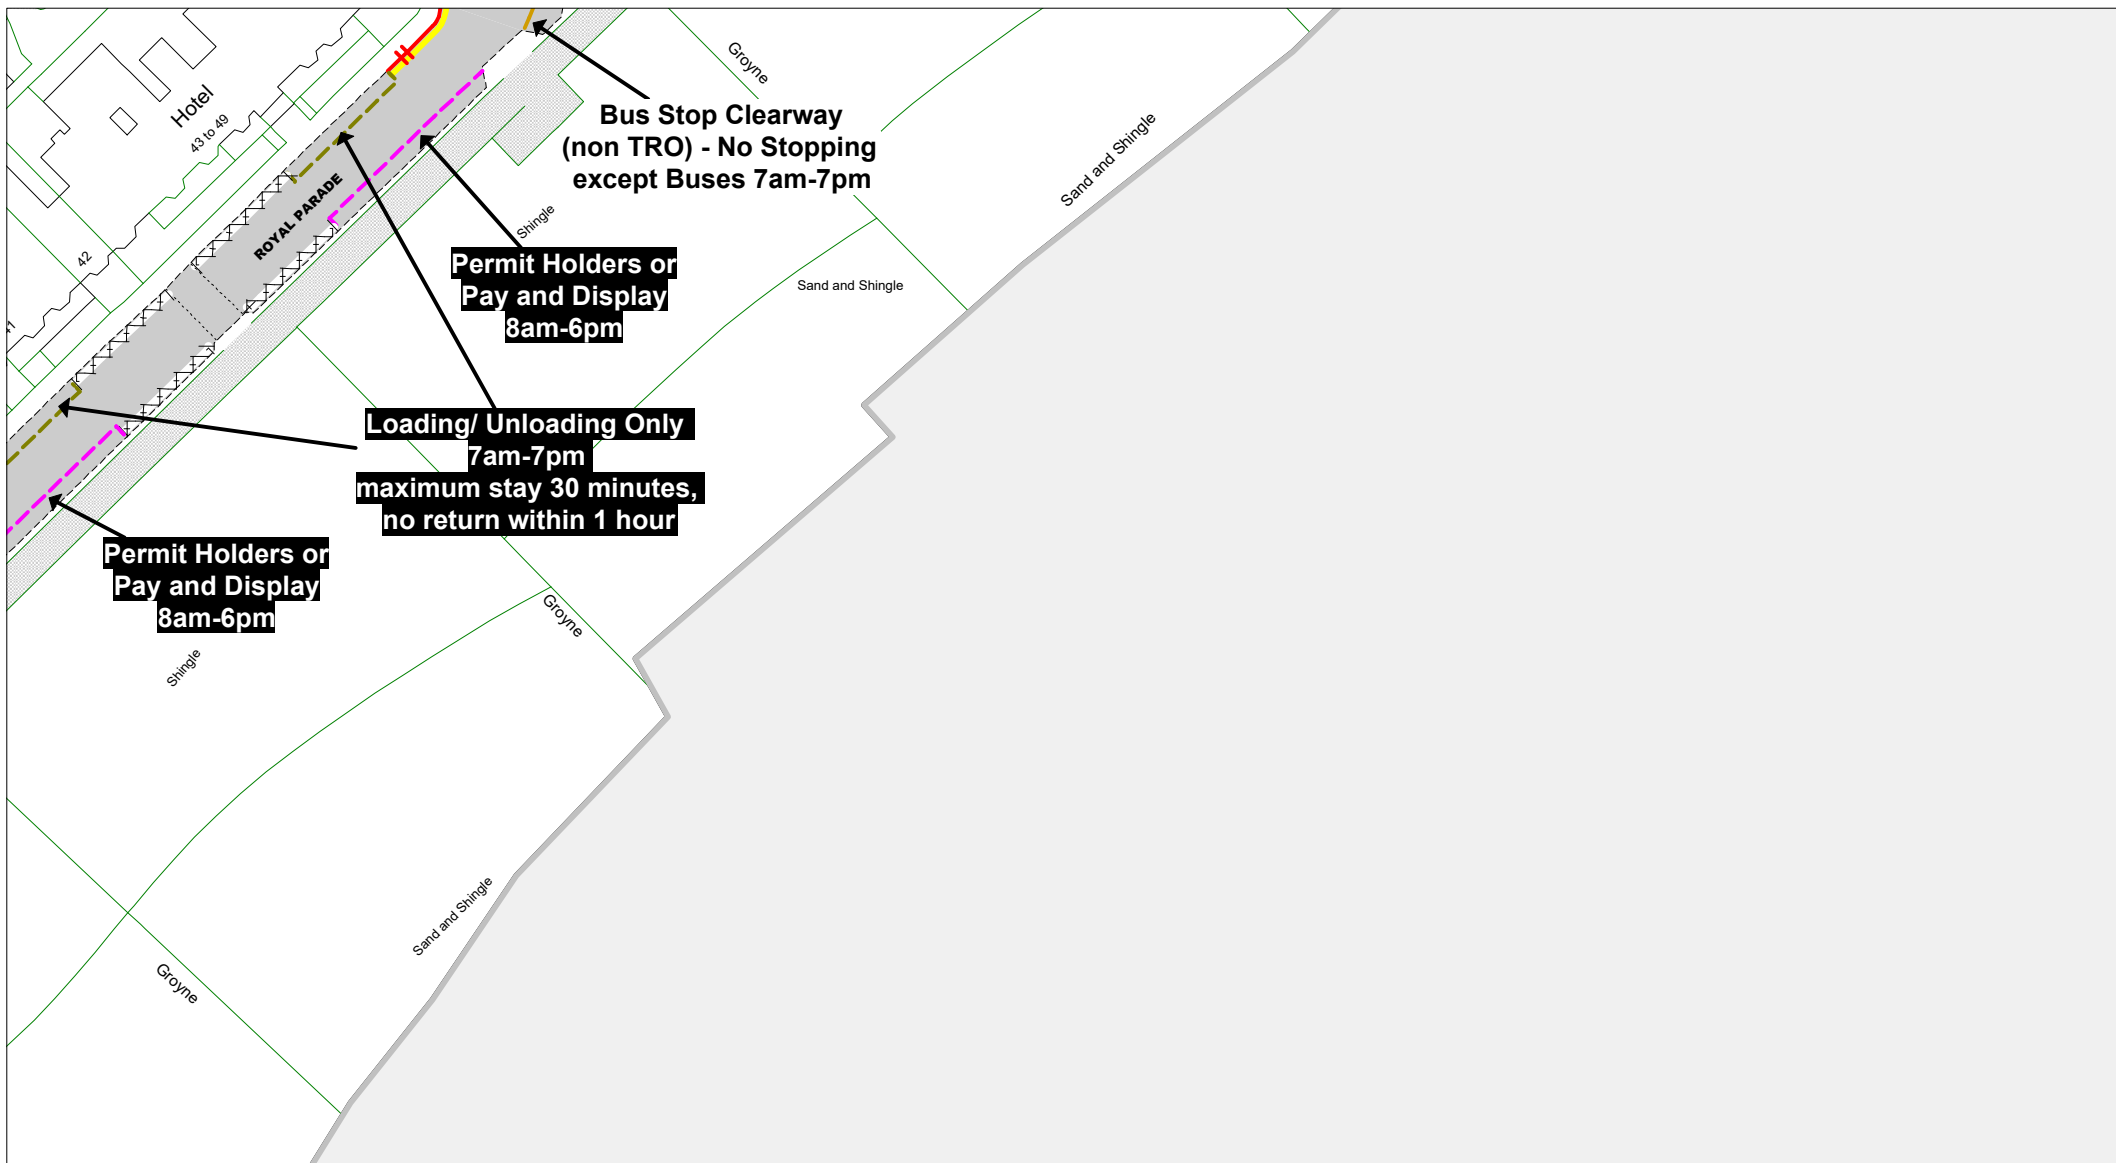 Groyne
Hotel
43 to 49
Bus Stop Clearway
(non TRO) - No Stopping
except Buses 7am-7pm
Sand and Shingle
ROYAL PARADE
Shingle
42
Permit Holders or
Pay and Display
8am-6pm
Sand and Shingle
41
Loading/ Unloading Only
7am-7pm
maximum stay 30 minutes,
no return within 1 hour
Permit Holders or
Pay and Display
8am-6pm
Groyne
Shingle
Sand and Shingle
Groyne